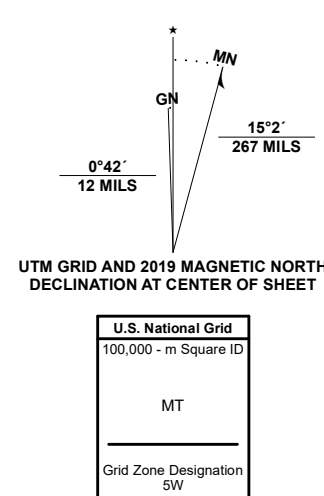 ★
MN
GN
15°2´
267 MILS
0°42´
12 MILS
UTM GRID AND 2019 MAGNETIC NORTH
DECLINATION AT CENTER OF SHEET
U.S. National Grid
100,000 - m Square ID
MT
Grid Zone Designation
5W